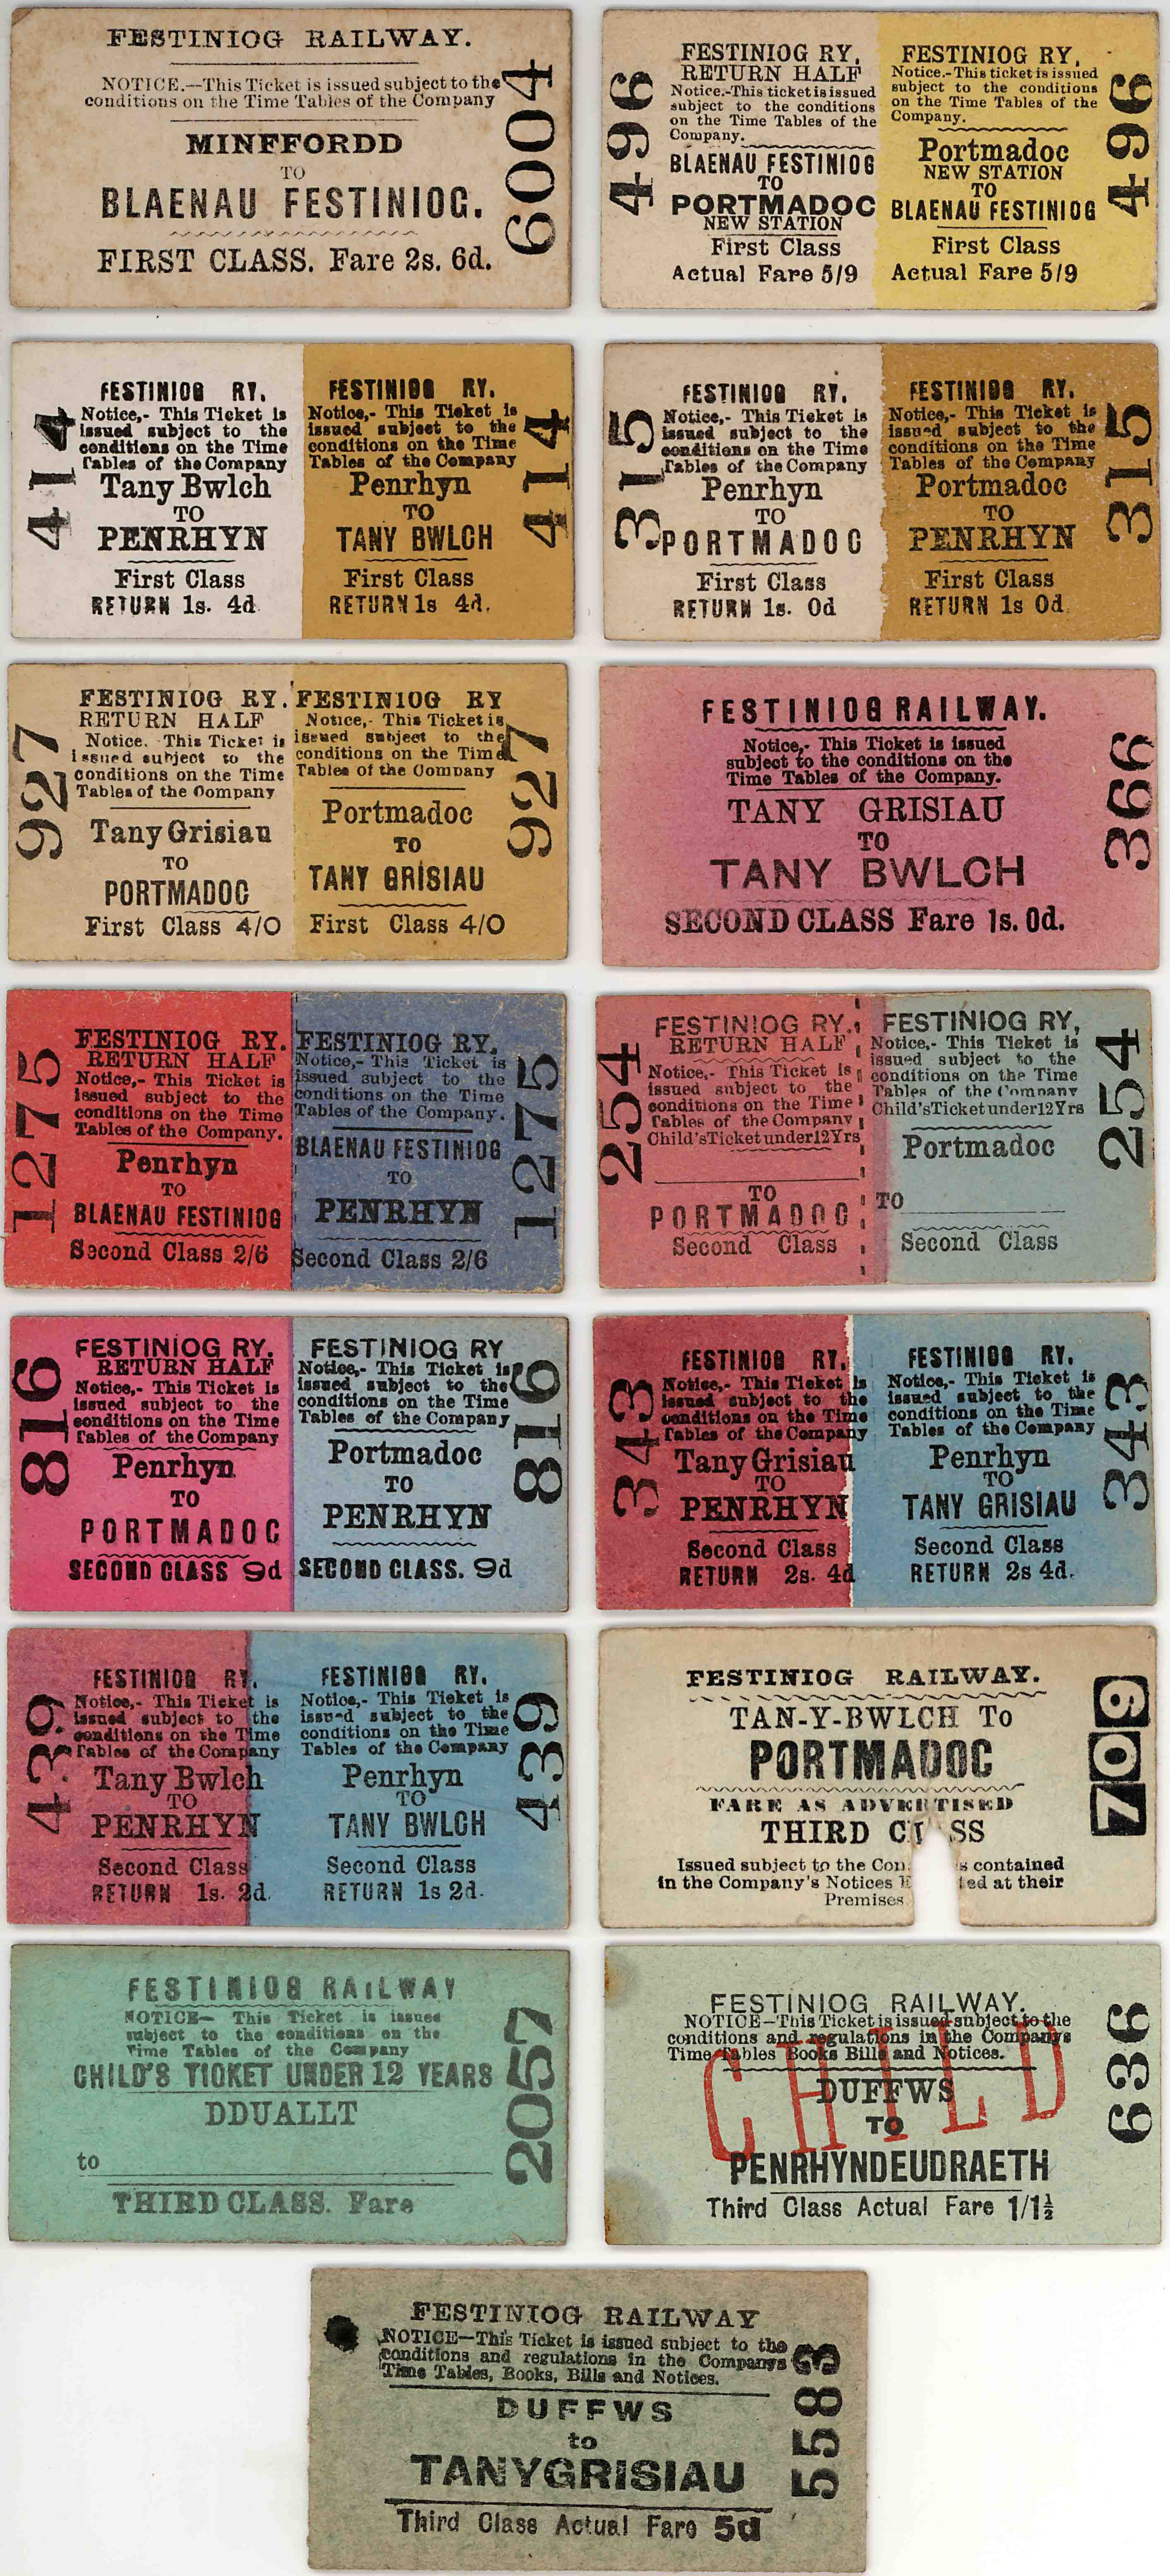 FESTINIOG RAILWAY.
NOTICE.—This Ticket is issued subject to the
conditions on the Time Tables of the Company
MINFFORDD
TO
BLAENAU FESTINIOG.
FIRST CLASS. Fare 2s. 6d.
6004
496
FESTINIOG RY.
RETURN HALF
Notice.-This ticket is issued
subject to the conditions
on the Time Tables of the
Company.
BLAENAU FESTINIOG
TO
PORTMADOC
NEW STATION
First Class
Actual Fare 5/9
FESTINIOG RY.
Notice.-This ticket is issued
subject to the conditions
on the Time Tables of the
Company.
Portmadoc
NEW STATION
TO
BLAENAU FESTINIOG
First Class
Actual Fare 5/9
496
414
FESTINIOG RY.
Notice,- This Ticket is
issued subject to the
conditions on the Time
Tables of the Company
Tany Bwlch
TO
PENRHYN
First Class
RETURN 1s. 4d
FESTINIOG RY.
Notice,- This Ticket is
issued subject to the
conditions on the Time
Tables of the Company
Penrhyn
TO
TANY BWLCH
First Class
RETURN 1s 4d.
414
315
FESTINIOG RY.
Notice,- This Ticket is
issued subject to the
conditions on the Time
Tables of the Company
Penrhyn
TO
PORTMADOC
First Class
RETURN 1s. 0d
FESTINIOG RY.
Notice,- This Ticket is
issued subject to the
conditions on the Time
Tables of the Company
Portmadoc
TO
PENRHYN
First Class
RETURN 1s 0d.
315
927
FESTINIOG RY.
RETURN HALF
Notice. -This Ticket is
issued subject to the
conditions on the Time
Tables of the Company
Tany Grisiau
TO
PORTMADOC
First Class 4/0
FESTINIOG RY
Notice,- This Ticket is
issued subject to the
conditions on the Time
Tables of the Company
Portmadoc
TO
TANY GRISIAU
First Class 4/0
927
FESTINIOG RAILWAY.
Notice,- This Ticket is issued
subject to the conditions on the
Time Tables of the Company.
TANY GRISIAU
TO
TANY BWLCH
SECOND CLASS Fare 1s. 0d.
366
1275
FESTINIOG RY.
RETURN HALF
Notice,- This Ticket is
issued subject to the
conditions on the Time
Tables of the Company.
Penrhyn
TO
BLAENAU FESTINIOG
Second Class 2/6
FESTINIOG RY.
Notice,- This Ticket is
issued subject to the
conditions on the Time
Tables of the Company.
BLAENAU FESTINIOG
TO
PENRHYN
Second Class 2/6
1275
254
FESTINIOG RY.
RETURN HALF
Notice,- This Ticket is
issued subject to the
conditions on the Time
Tables of the Company
Child'sTicket under12Yrs
TO
PORTMADOC
Second Class
FESTINIOG RY,
Notice,- This Ticket is
issued subject to the
conditions on the Time
Tables of the Company
Child'sTicket under12Yrs
Portmadoc
TO
Second Class
254
816
FESTINIOG RY.
RETURN HALF
Notice,- This Ticket is
issued subject to the
conditions on the Time
Tables of the Company
Penrhyn
TO
PORTMADOC
SECOND CLASS 9d
FESTINIOG RY
Notice,- This Ticket is
issued subject to the
conditions on the Time
Tables of the Company
Portmadoc
TO
PENRHYN
SECOND CLASS. 9d
816
343
FESTINIOG RY.
Notice,- This Ticket is
issued subject to the
conditions on the Time
Tables of the Company
Tany Grisiau
TO
PENRHYN
Second Class
RETURN 2s. 4d
FESTINIOG RY.
Notice,- This Ticket is
issued subject to the
conditions on the Time
Tables of the Company
Penrhyn
TO
TANY GRISIAU
Second Class
RETURN 2s 4d.
343
439
FESTINIOG RY.
Notice,- This Ticket is
issued subject to the
conditions on the Time
Tables of the Company
Tany Bwlch
TO
PENRHYN
Second Class
RETURN 1s. 2d.
FESTINIOG RY.
Notice,- This Ticket is
issued subject to the
conditions on the Time
Tables of the Company
Penrhyn
TO
TANY BWLCH
Second Class
RETURN 1s 2d.
439
FESTINIOG RAILWAY.
TAN-Y-BWLCH To
PORTMADOC
FARE AS ADVERTISED
THIRD
Issued subject to the contained
in the Company's Notices at their
Premises
709
FESTINIOG RAILWAY
NOTICE— This Ticket is issued
subject to the conditions on the
Time Tables of the Company
CHILD'S TICKET UNDER 12 YEARS
DDUALLT
to
THIRD CLASS. Fare
2057
FESTINIOG RAILWAY.
NOTICE—This Ticket is issued subject to the
conditions and regulations in the Companys
Time Tables Books Bills and Notices.
CHILD
DUFFWS
TO
PENRHYNDEUDRAETH
Third Class Actual Fare 1/1½
636
FESTINIOG RAILWAY
NOTICE—This Ticket is issued subject to the
conditions and regulations in the Companys
Time Tables, Books, Bills and Notices.
DUFFWS
to
TANYGRISIAU
Third Class Actual Fare 5d
5583